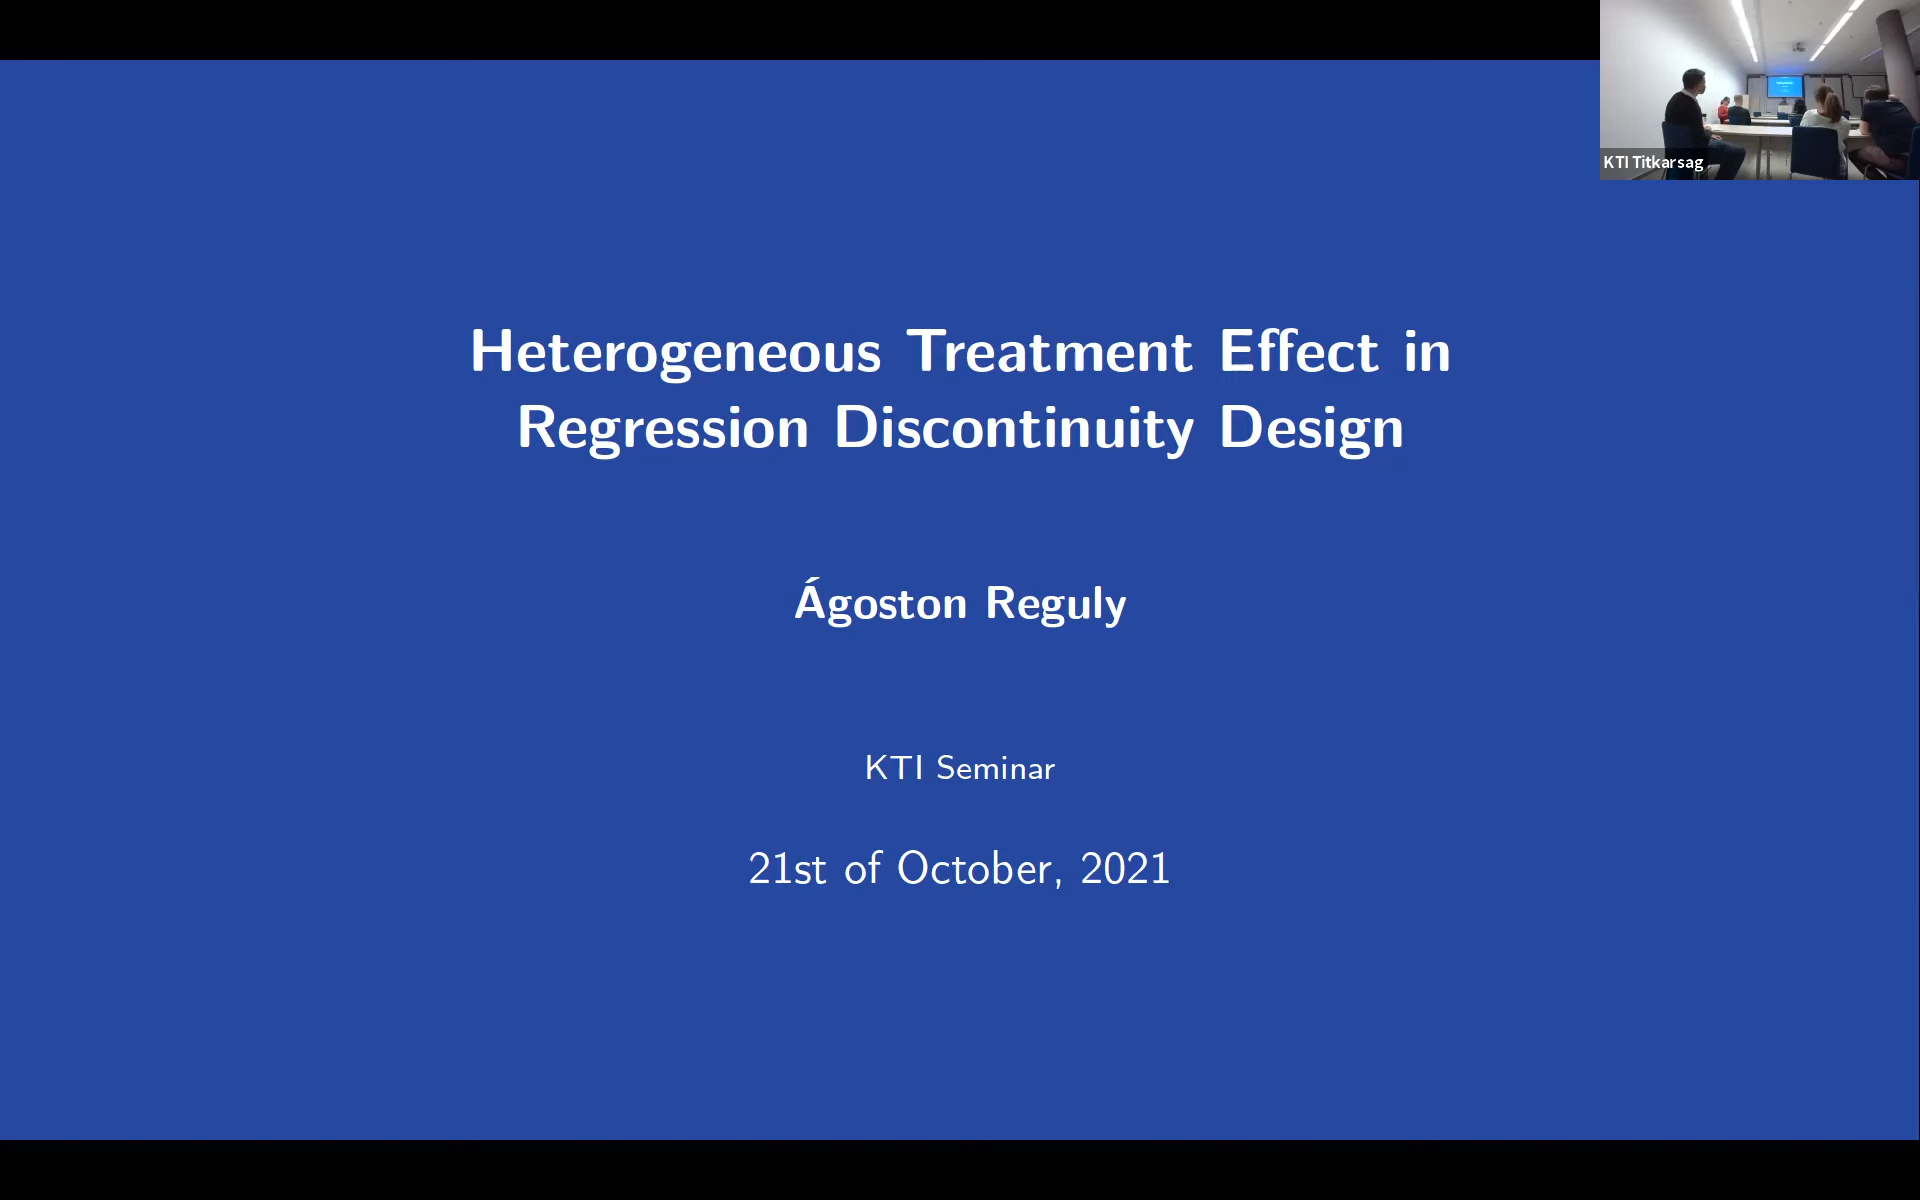 Heterogeneous Treatment Effect in
Regression Discontinuity Design
Ágoston Reguly
KTI Seminar
21st of October, 2021
KTI Titkarsag